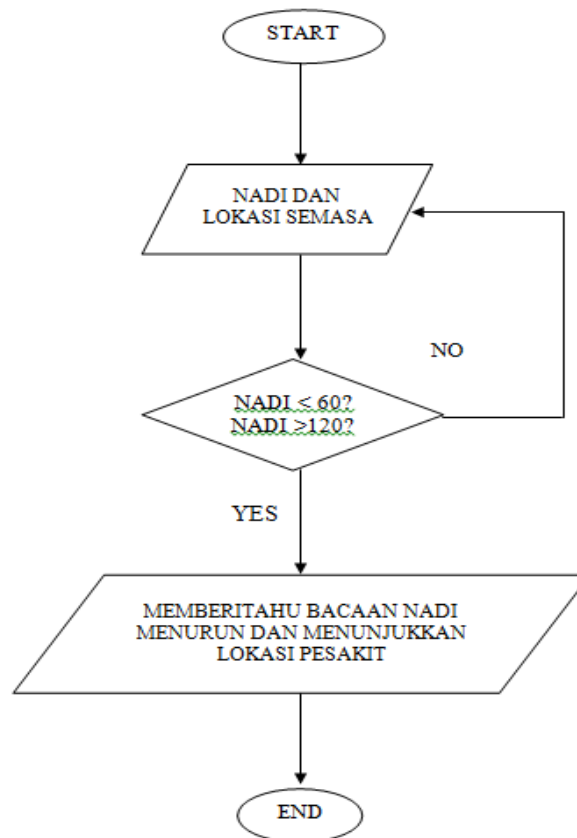 START
NADI DAN
LOKASI SEMASA
NO
NADI < 60?
NADI >120?
YES
MEMBERITAHU BACAAN NADI
MENURUN DAN MENUNJUKKAN
LOKASI PESAKIT
END